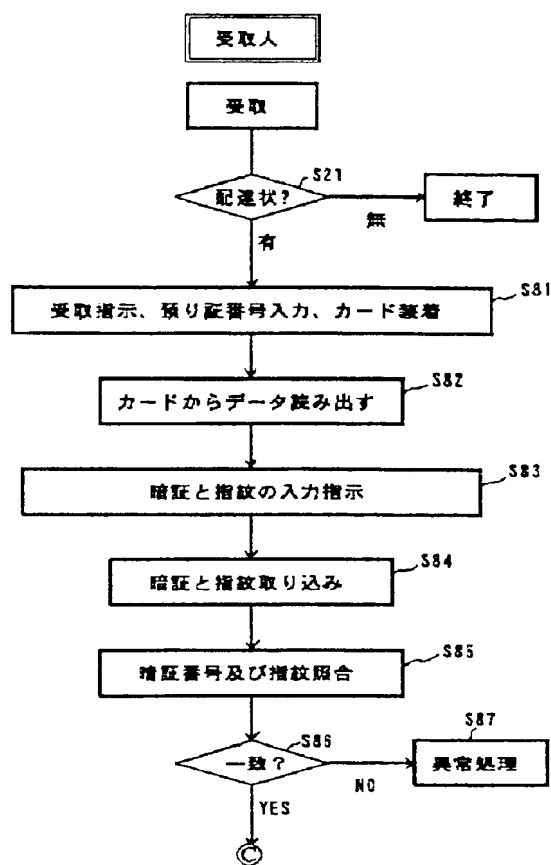 受取人
受取
S21
配達状?
無
終了
有
S81
受取指示、預り証番号入力、カード装着
S82
カードからデータ読み出す
S83
暗証と指紋の入力指示
S84
暗証と指紋取り込み
S85
暗証番号及び指紋照合
S86
一致?
NO
S87
異常処理
YES
C